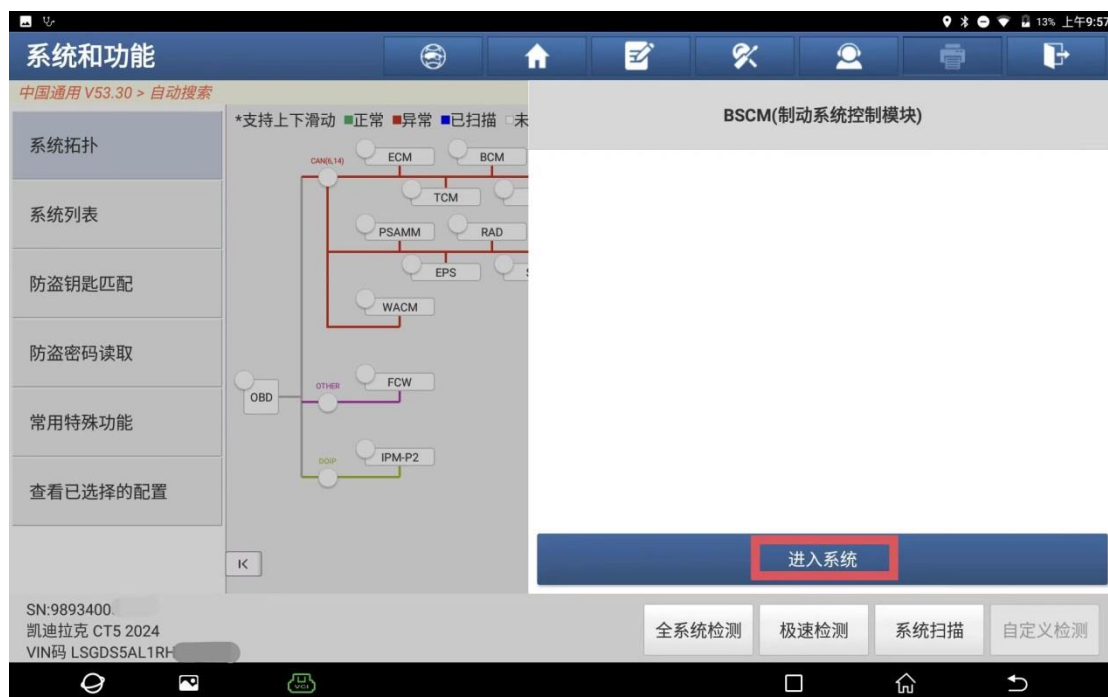 13% 上午9:57
系统和功能
中国通用 V53.30 > 自动搜索
系统拓扑
系统列表
防盗钥匙匹配
防盗密码读取
常用特殊功能
查看已选择的配置
*支持上下滑动 正常 异常 已扫描 未
CAN(6,14)
ECM
BCM
TCM
PSAMM
RAD
EPS
WACM
OBD
OTHER
FCW
DOIP
IPM-P2
K
BSCM(制动系统控制模块)
进入系统
SN:9893400
凯迪拉克 CT5 2024
VIN码 LSGDS5AL1RH
全系统检测
极速检测
系统扫描
自定义检测
VCI